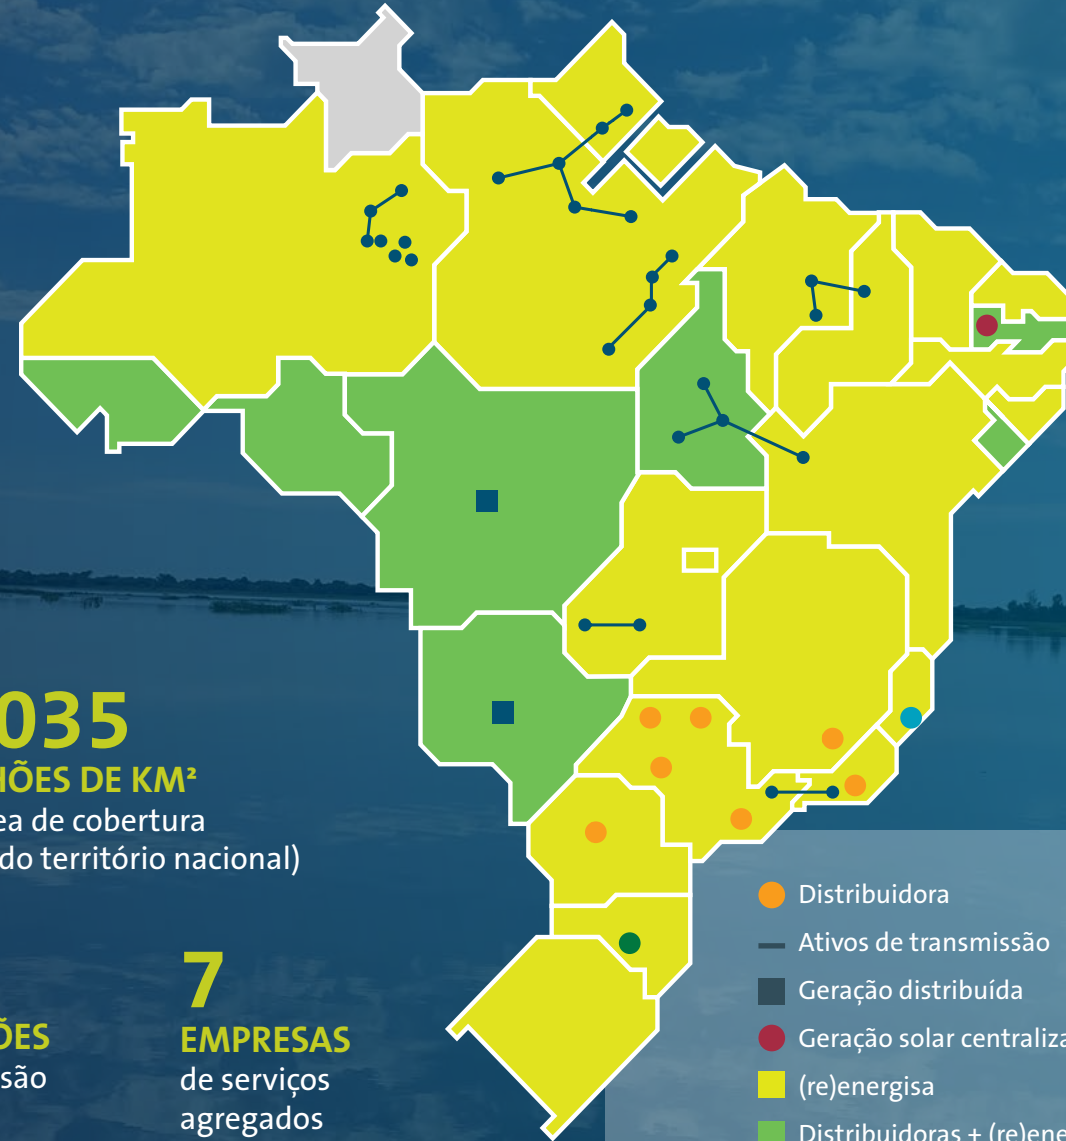 035
HÕES DE KM²
ea de cobertura
do território nacional)
7
ÕES
EMPRESAS
são
de serviços
agregados
Distribuidora
Ativos de transmissão
Geração distribuída
Geração solar centraliza
(re)energisa
Distribuidoras + (re)ene